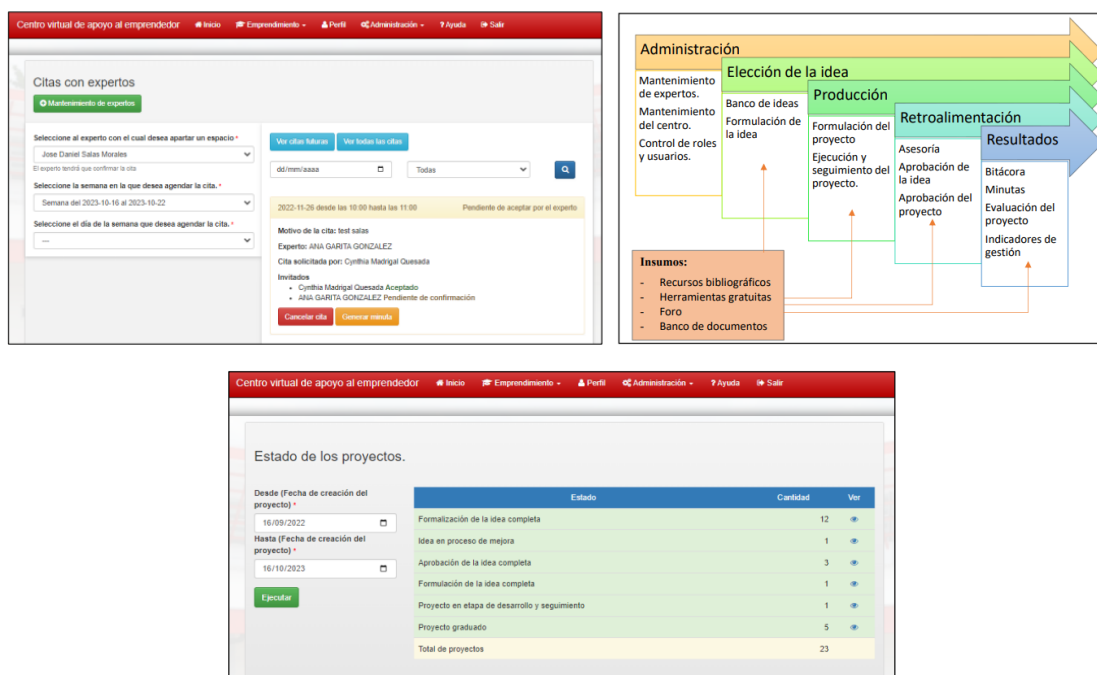 Centro virtual de apoyo al emprendedor Inicio Emprendimiento Perfil Administración ? Ayuda Salir
Citas con expertos
Mantenimiento de expertos
Seleccione al experto con el cual desea apartar un espacio *
Jose Daniel Salas Morales
El experto tendrá que confirmar la cita
Seleccione la semana en la que desea agendar la cita. *
Semana del 2023-10-16 al 2023-10-22
Seleccione el día de la semana que desea agendar la cita. *
---
Ver citas futuras Ver todas las citas
dd/mm/aaaa Todas
2022-11-26 desde las 10:00 hasta las 11:00 Pendiente de aceptar por el experto
Motivo de la cita: test salas
Experto: ANA GARITA GONZALEZ
Cita solicitada por: Cynthia Madrigal Quesada
Invitados
• Cynthia Madrigal Quesada Aceptado
• ANA GARITA GONZALEZ Pendiente de confirmación
Cancelar cita Generar minuta
Administración
Mantenimiento
de expertos.
Mantenimiento
del centro.
Control de roles
y usuarios.
Elección de la idea
Banco de ideas
Formulación de
la idea
Producción
Formulación del
proyecto
Ejecución y
seguimiento del
proyecto.
Retroalimentación
Asesoría
Aprobación de
la idea
Aprobación del
proyecto
Resultados
Bitácora
Minutas
Evaluación del
proyecto
Indicadores de
gestión
Insumos:
- Recursos bibliográficos
- Herramientas gratuitas
- Foro
- Banco de documentos
Centro virtual de apoyo al emprendedor Inicio Emprendimiento Perfil Administración ? Ayuda Salir
Estado de los proyectos.
Desde (Fecha de creación del
proyecto) *
16/09/2022
Hasta (Fecha de creación del
proyecto) *
16/10/2023
Ejecutar
Estado Cantidad Ver
Formalización de la idea completa 12
Idea en proceso de mejora 1
Aprobación de la idea completa 3
Formulación de la idea completa 1
Proyecto en etapa de desarrollo y seguimiento 1
Proyecto graduado 5
Total de proyectos 23